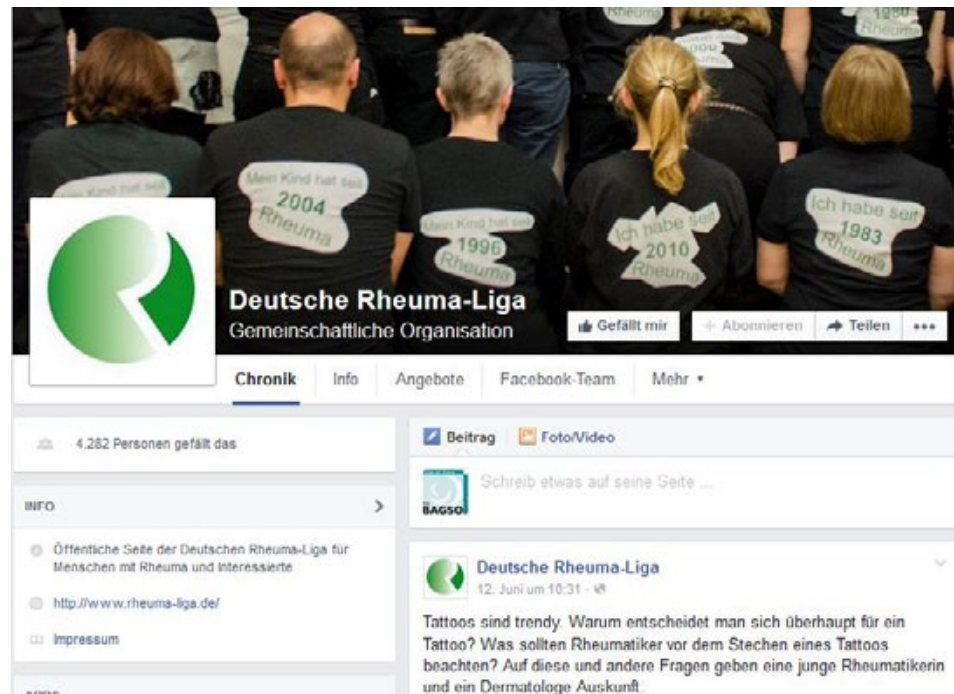 Rheuma
1980
Rheuma
2000
Rheuma
Mein Kind hat seit
2004
Rheuma
Mein Kind hat seit
1996
Rheuma
Ich habe seit
2010
Rheuma
Ich habe seit
1983
Rheuma
Deutsche Rheuma-Liga
Gemeinschaftliche Organisation
Gefällt mir
+ Abonnieren
Teilen
Chronik Info Angebote Facebook-Team Mehr
4.282 Personen gefällt das
INFO
Öffentliche Seite der Deutschen Rheuma-Liga für
Menschen mit Rheuma und Interessierte
http://www.rheuma-liga.de/
Impressum
Beitrag Foto/Video
BAGSO
Schreib etwas auf seine Seite ...
Deutsche Rheuma-Liga
12. Juni um 10:31
Tattoos sind trendy. Warum entscheidet man sich überhaupt für ein
Tattoo? Was sollten Rheumatiker vor dem Stechen eines Tattoos
beachten? Auf diese und andere Fragen geben eine junge Rheumatikerin
und ein Dermatologe Auskunft.